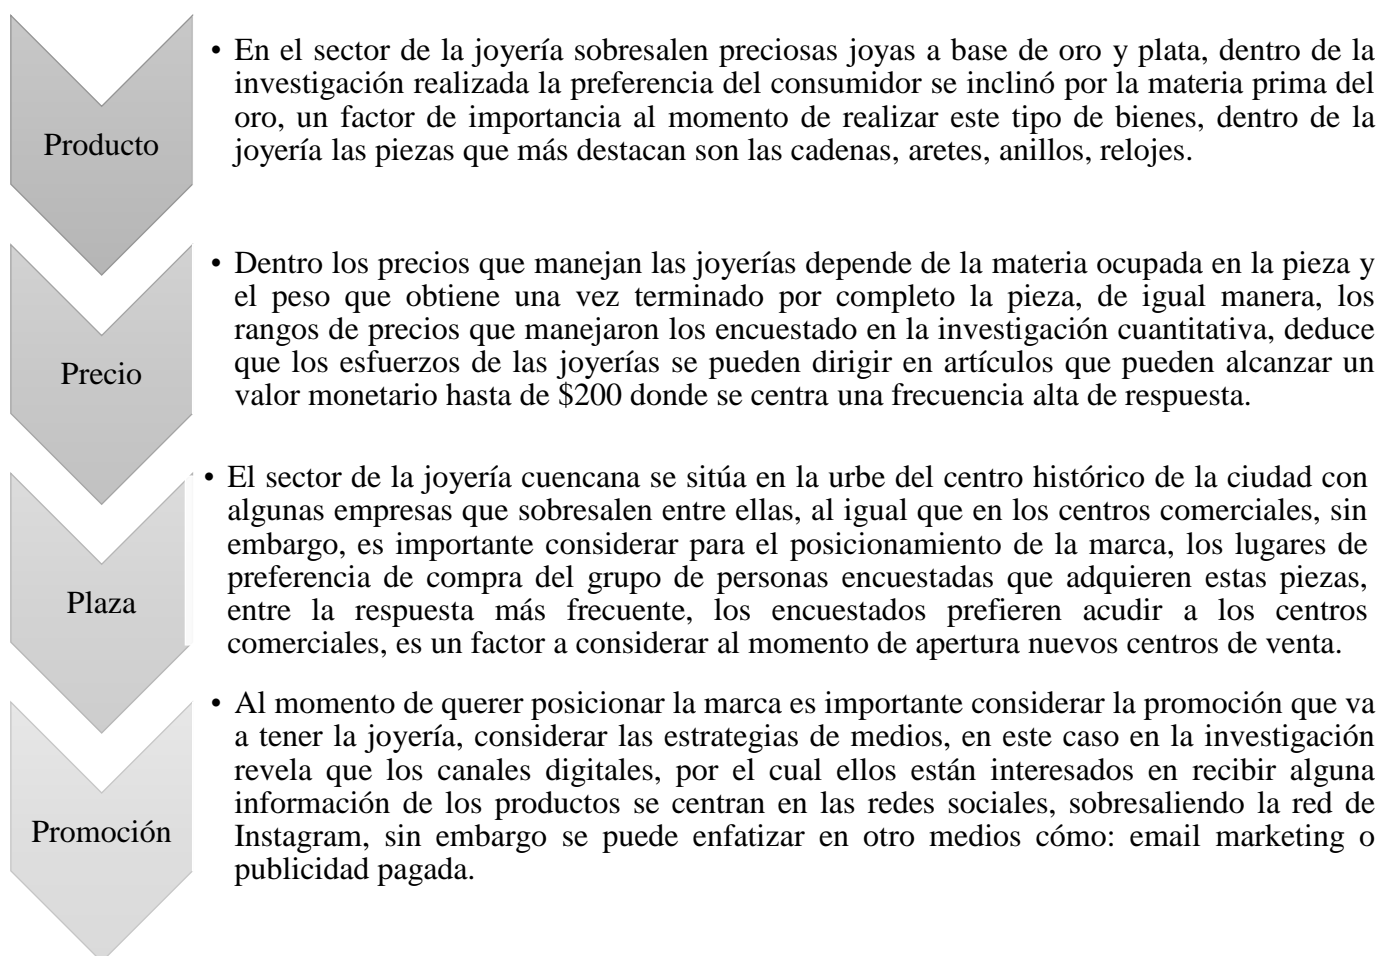 Producto
• En el sector de la joyería sobresalen preciosas joyas a base de oro y plata, dentro de la
investigación realizada la preferencia del consumidor se inclinó por la materia prima del
oro, un factor de importancia al momento de realizar este tipo de bienes, dentro de la
joyería las piezas que más destacan son las cadenas, aretes, anillos, relojes.
Precio
• Dentro los precios que manejan las joyerías depende de la materia ocupada en la pieza y
el peso que obtiene una vez terminado por completo la pieza, de igual manera, los
rangos de precios que manejaron los encuestado en la investigación cuantitativa, deduce
que los esfuerzos de las joyerías se pueden dirigir en artículos que pueden alcanzar un
valor monetario hasta de $200 donde se centra una frecuencia alta de respuesta.
Plaza
• El sector de la joyería cuencana se sitúa en la urbe del centro histórico de la ciudad con
algunas empresas que sobresalen entre ellas, al igual que en los centros comerciales, sin
embargo, es importante considerar para el posicionamiento de la marca, los lugares de
preferencia de compra del grupo de personas encuestadas que adquieren estas piezas,
entre la respuesta más frecuente, los encuestados prefieren acudir a los centros
comerciales, es un factor a considerar al momento de apertura nuevos centros de venta.
Promoción
• Al momento de querer posicionar la marca es importante considerar la promoción que va
a tener la joyería, considerar las estrategias de medios, en este caso en la investigación
revela que los canales digitales, por el cual ellos están interesados en recibir alguna
información de los productos se centran en las redes sociales, sobresaliendo la red de
Instagram, sin embargo se puede enfatizar en otro medios cómo: email marketing o
publicidad pagada.